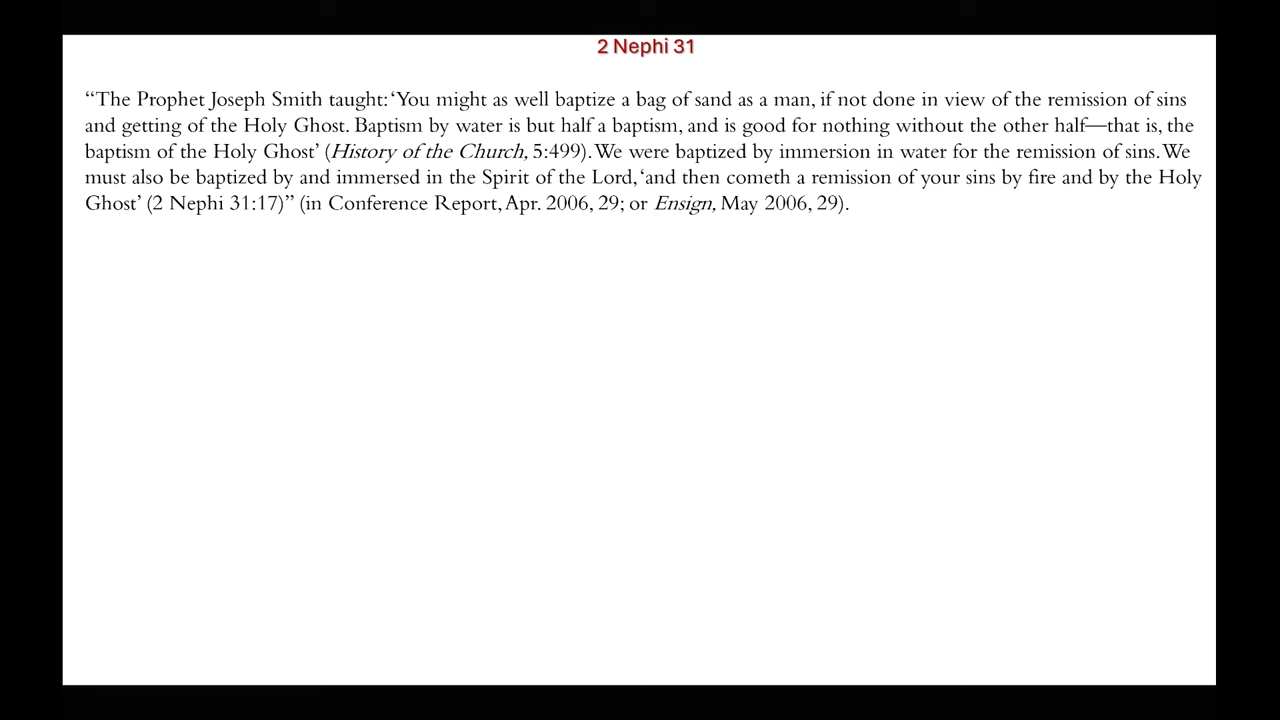 2 Nephi 31
“The Prophet Joseph Smith taught: ‘You might as well baptize a bag of sand as a man, if not done in view of the remission of sins
and getting of the Holy Ghost. Baptism by water is but half a baptism, and is good for nothing without the other half—that is, the
baptism of the Holy Ghost’ (History of the Church, 5:499). We were baptized by immersion in water for the remission of sins. We
must also be baptized by and immersed in the Spirit of the Lord, ‘and then cometh a remission of your sins by fire and by the Holy
Ghost’ (2 Nephi 31:17)” (in Conference Report, Apr. 2006, 29; or Ensign, May 2006, 29).